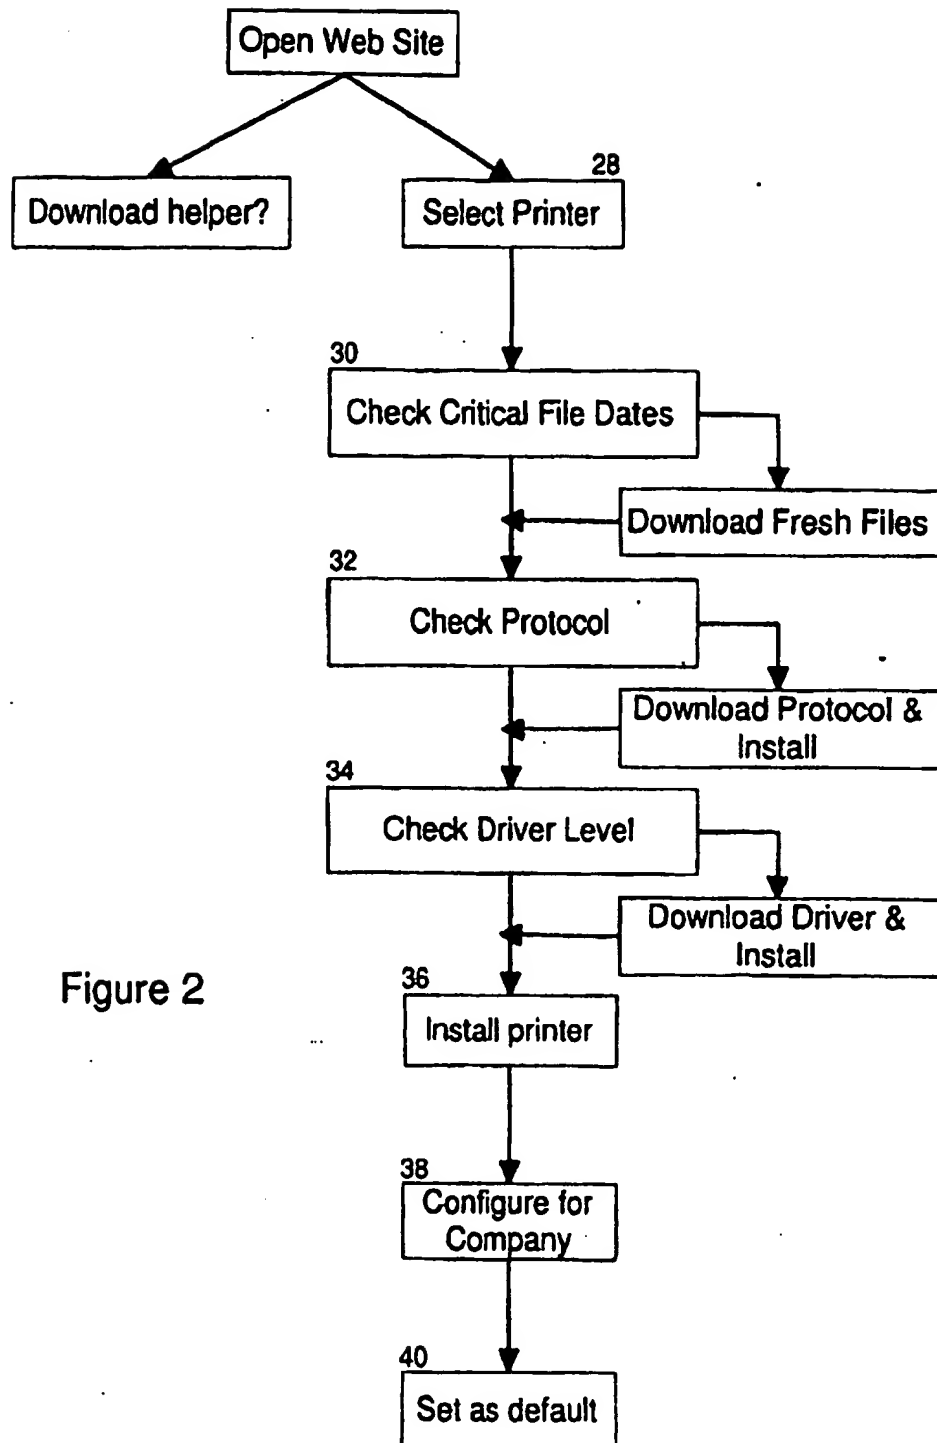 Open Web Site
Download helper?
28
Select Printer
30
Check Critical File Dates
Download Fresh Files
32
Check Protocol
Download Protocol &
Install
34
Check Driver Level
Download Driver &
Install
Figure 2
36
Install printer
38
Configure for
Company
40
Set as default